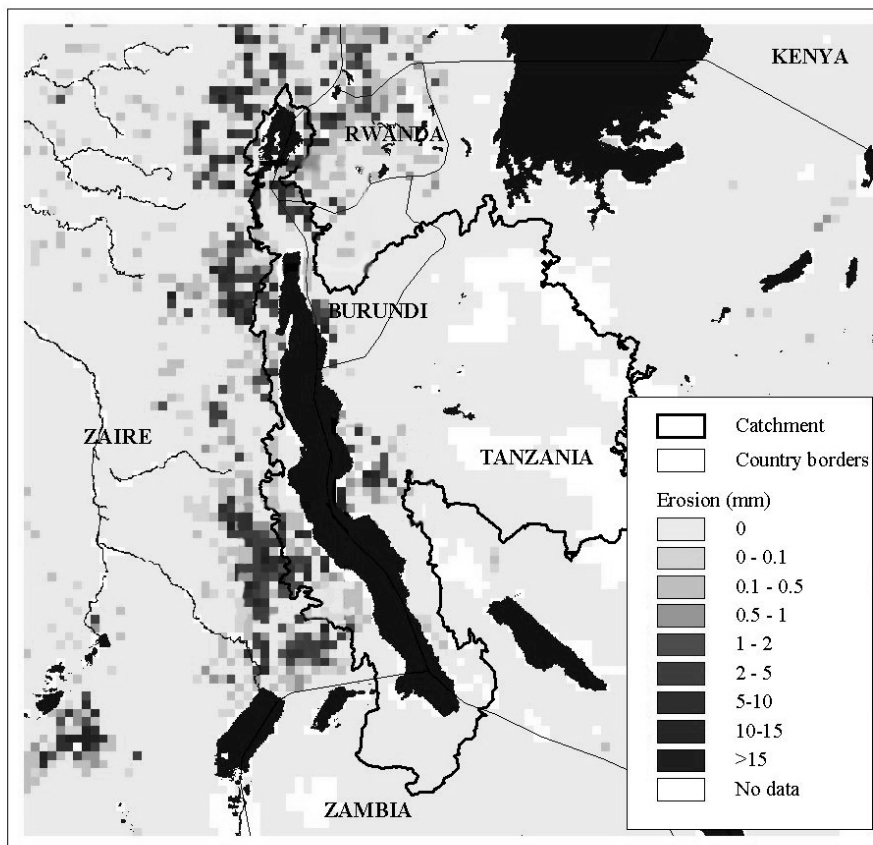 KENYA
RWANDA
BURUNDI
ZAIRE
TANZANIA
ZAMBIA
Catchment
Country borders
Erosion (mm)
0
0 - 0.1
0.1 - 0.5
0.5 - 1
1 - 2
2 - 5
5-10
10-15
>15
No data